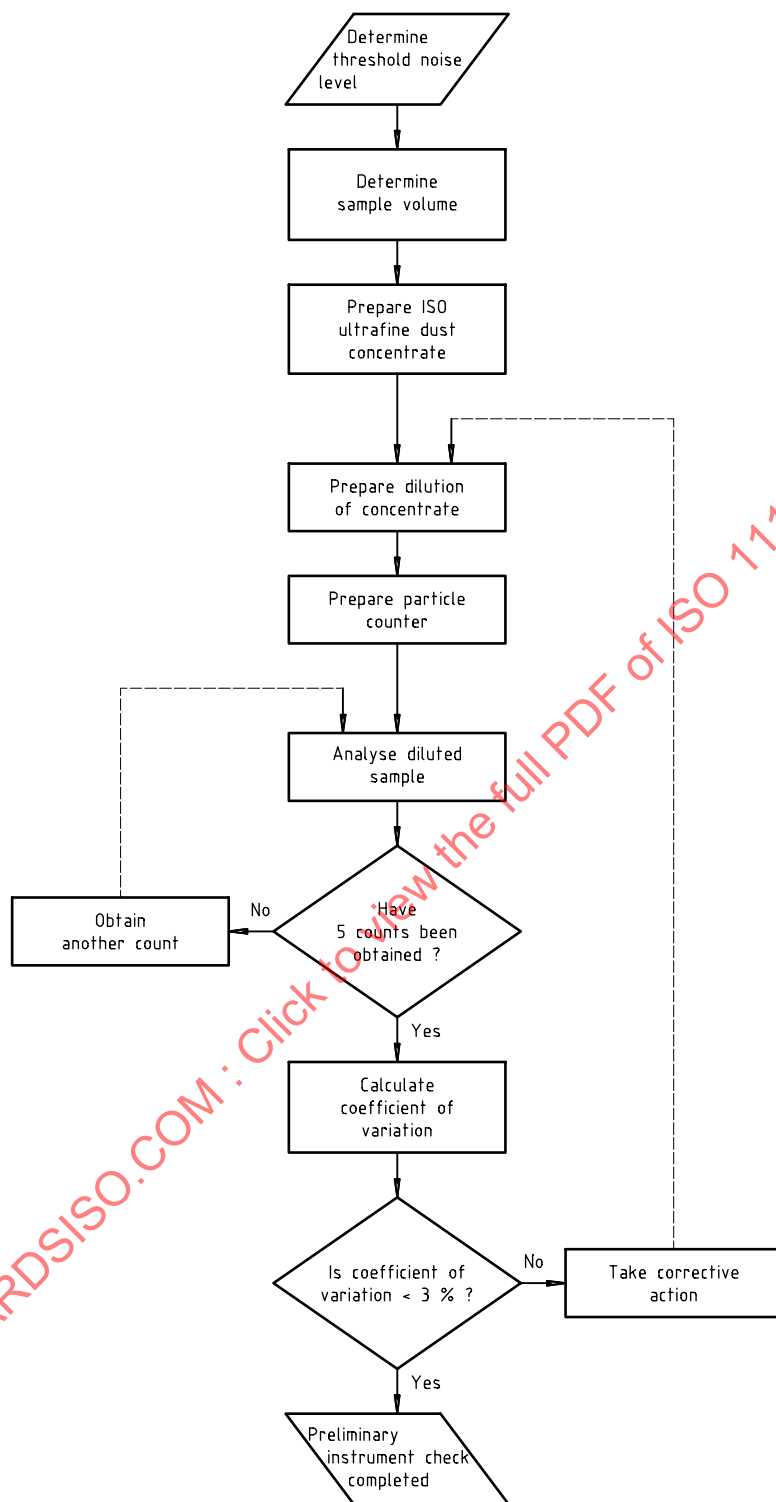 Determine
threshold noise
level
Determine
sample volume
Prepare ISO
ultrafine dust
concentrate
Prepare dilution
of concentrate
Prepare particle
counter
Analyse diluted
sample
Have
5 counts been
obtained ?
No
Obtain
another count
Yes
Calculate
coefficient of
variation
Is coefficient of
variation < 3 % ?
No
Take corrective
action
Yes
Preliminary
instrument check
completed
ARDSISO.COM : Click to view the full PDF of ISO 111